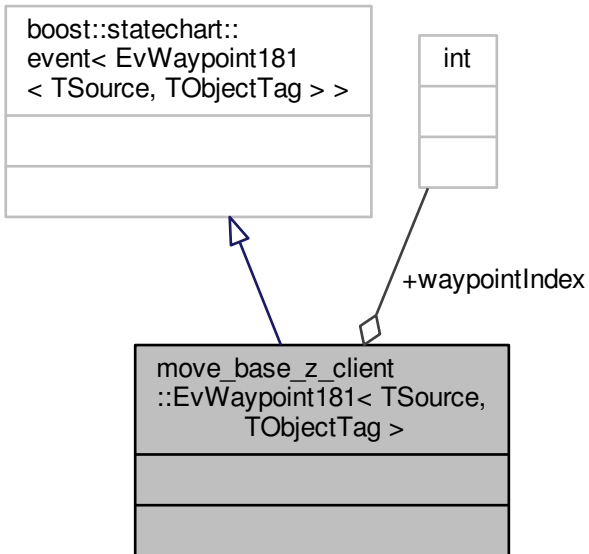 boost::statechart::
event< EvWaypoint181
< TSource, TObjectTag > >
int
+waypointIndex
move_base_z_client
::EvWaypoint181< TSource,
TObjectTag >